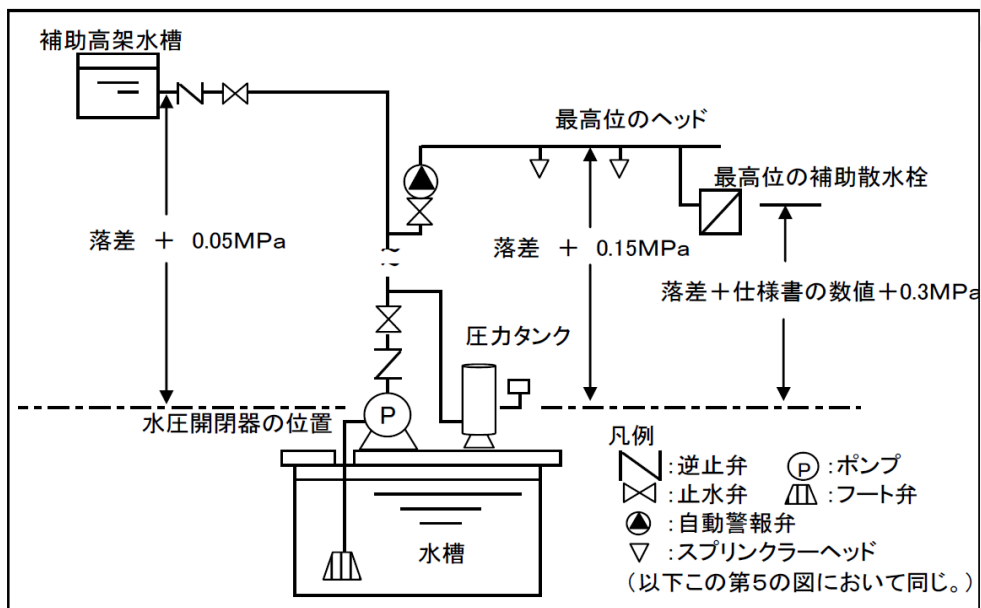 補助高架水槽
最高位のヘッド
最高位の補助散水栓
落差 + 0.05MPa
落差 + 0.15MPa
落差+仕様書の数値+0.3MPa
圧力タンク
水圧開閉器の位置
P
凡例
:逆止弁
P :ポンプ
:止水弁
:フート弁
:自動警報弁
:スプリンクラーヘッド
(以下この第5の図において同じ。)
水槽